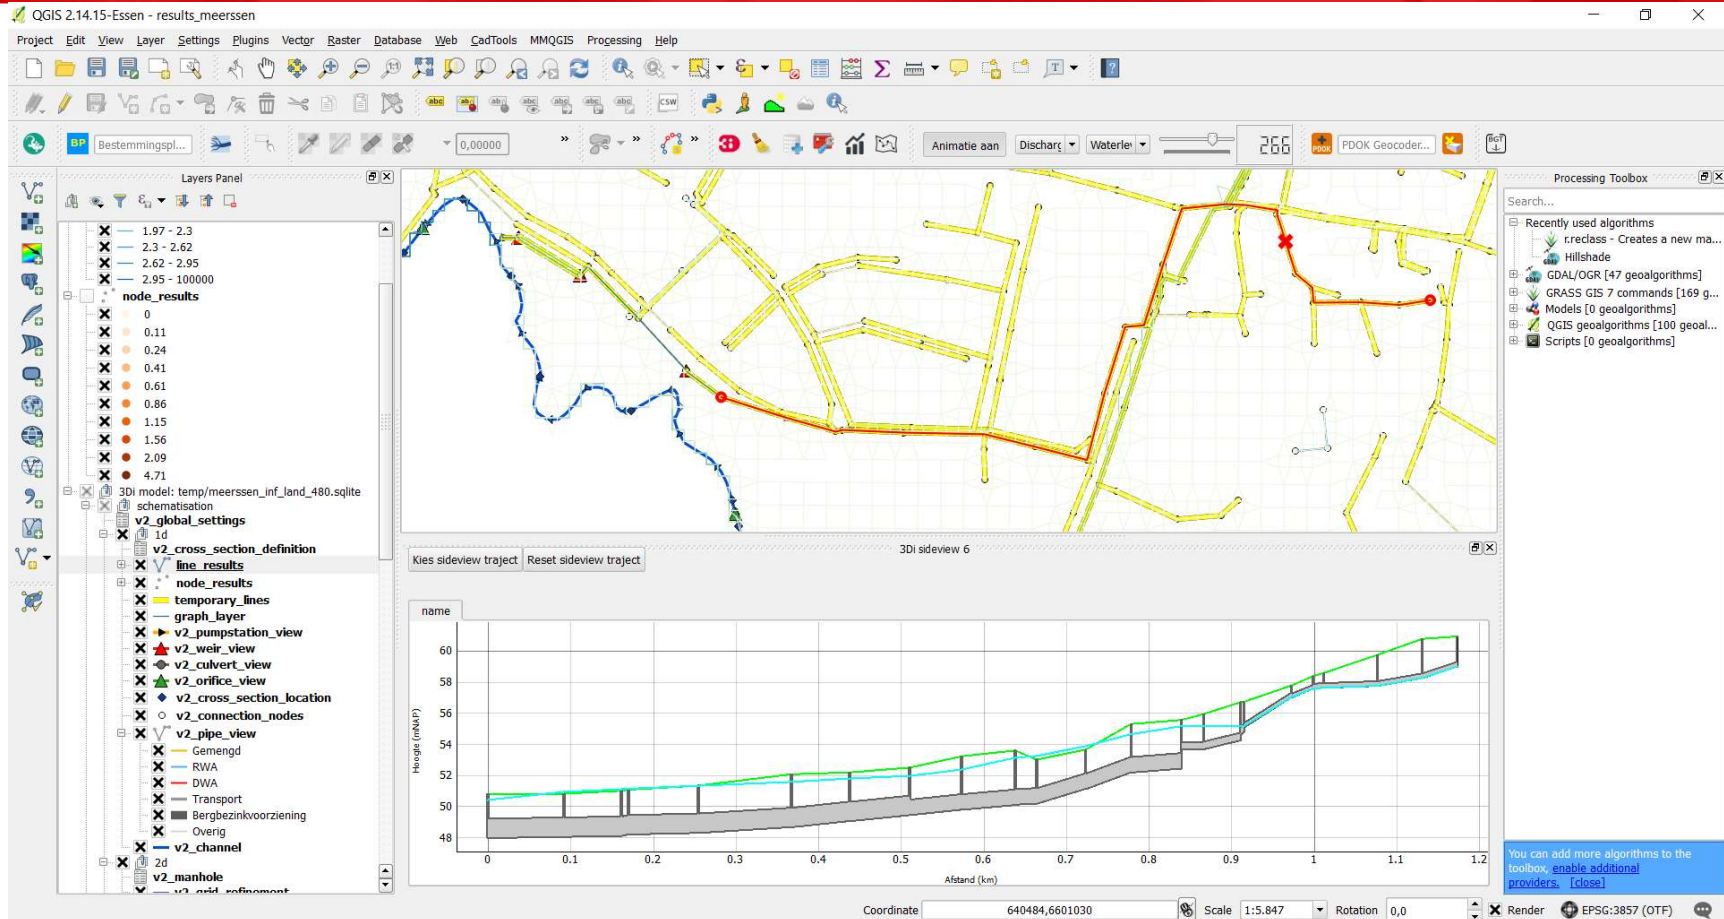 QGIS 2.14.15-Essen - results_meerssen
Project Edit View Layer Settings Plugins Vector Raster Database Web CadTools MMQGIS Processing Help
CSW
BP Bestemmingspl... 0,00000 » » » 3i Animatie aan Discharg Waterlev 266 PDOK PDOK Geocoder... BGT
Layers Panel
1.97 - 2.3
2.3 - 2.62
2.62 - 2.95
2.95 - 100000
node_results
0
0.11
0.24
0.41
0.61
0.86
1.15
1.56
2.09
4.71
3Di model: temp/meerssen_inf_land_480.sqlite
schematisation
v2_global_settings
1d
v2_cross_section_definition
line_results
node_results
temporary_lines
graph_layer
v2_pumpstation_view
v2_weir_view
v2_culvert_view
v2_orifice_view
v2_cross_section_location
v2_connection_nodes
v2_pipe_view
Gemengd
RWA
DWA
Transport
Bergbezinkvoorziening
Overig
v2_channel
2d
v2_manhole
v2_grid_refinement
3Di sideview 6
Kies sideview traject Reset sideview traject
name
Hoogte (mNAP)
60
58
56
54
52
50
48
0 0.1 0.2 0.3 0.4 0.5 0.6 0.7 0.8 0.9 1 1.1 1.2
Afstand (km)
Processing Toolbox
Search...
Recently used algorithms
r.reclass - Creates a new ma...
Hillshade
GDAL/OGR [47 geoalgorithms]
GRASS GIS 7 commands [169 g...
Models [0 geoalgorithms]
QGIS geoalgorithms [100 geoal...
Scripts [0 geoalgorithms]
You can add more algorithms to the
toolbox, enable additional
providers. [close]
Coordinate 640484,6601030 Scale 1:5.847 Rotation 0,0 Render EPSG:3857 (OTF)